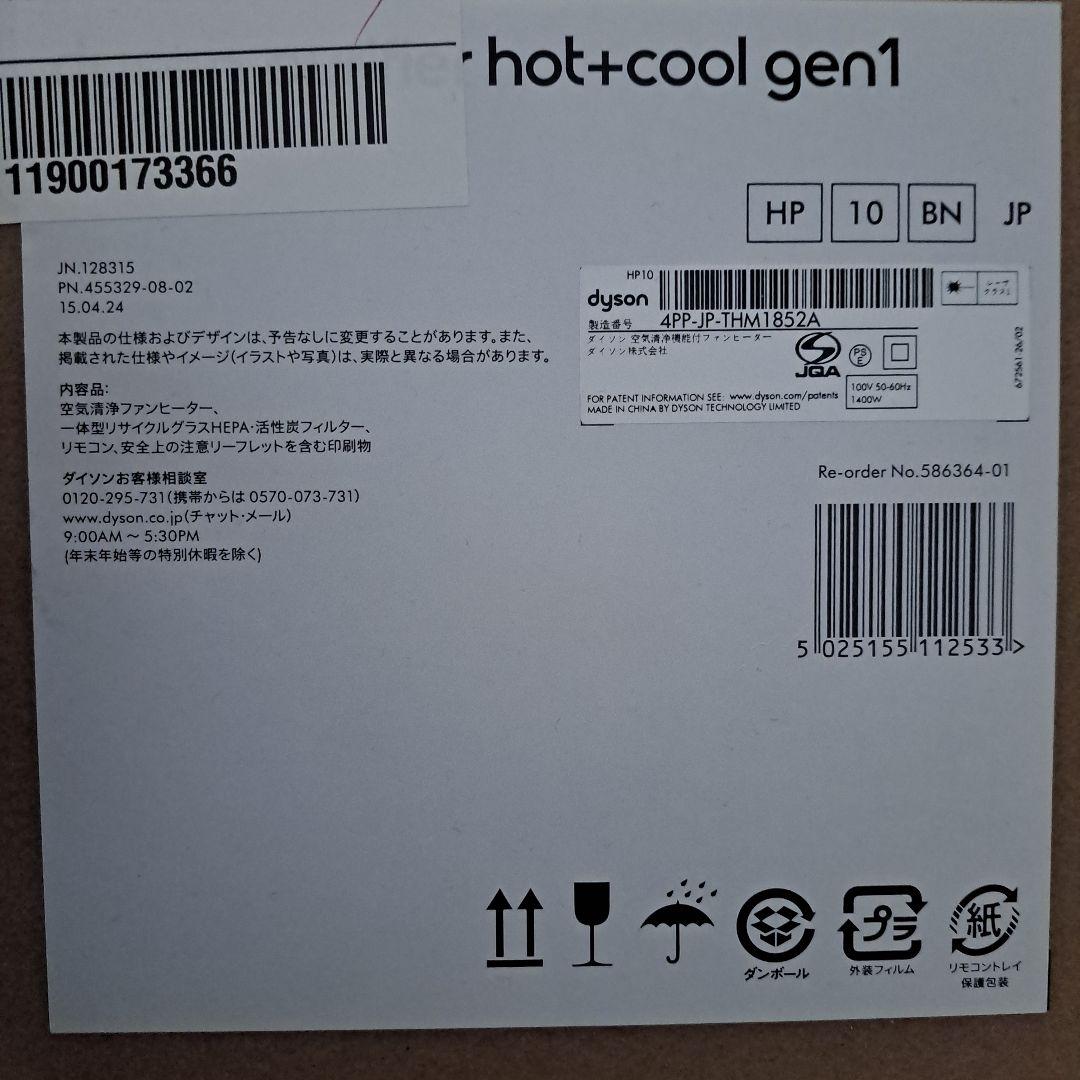 er hot+cool gen1
11900173366
HP 10 BN JP
JN.128315
PN.455329-08-02
15.04.24
本製品の仕様およびデザインは、予告なしに変更することがあります。また、
掲載された仕様やイメージ(イラストや写真)は、実際と異なる場合があります。
内容品:
空気清浄ファンヒーター、
一体型リサイクルグラスHEPA・活性炭フィルター、
リモコン、安全上の注意リーフレットを含む印刷物
ダイソンお客様相談室
0120-295-731(携帯からは 0570-073-731)
www.dyson.co.jp(チャット・メール)
9:00AM ~ 5:30PM
(年末年始等の特別休暇を除く)
HP10
dyson
製造番号 4PP-JP-THM1852A
ダイソン 空気清浄機能付ファンヒーター
ダイソン株式会社
JQA
PS
E
レーザ
クラス1
100V 50-60Hz
1400W
FOR PATENT INFORMATION SEE: www.dyson.com/patents
MADE IN CHINA BY DYSON TECHNOLOGY LIMITED
672561-26/02
Re-order No.586364-01
5 025155 112533 >
ダンボール
プラ
外装フィルム
紙
リモコントレイ
保護包装